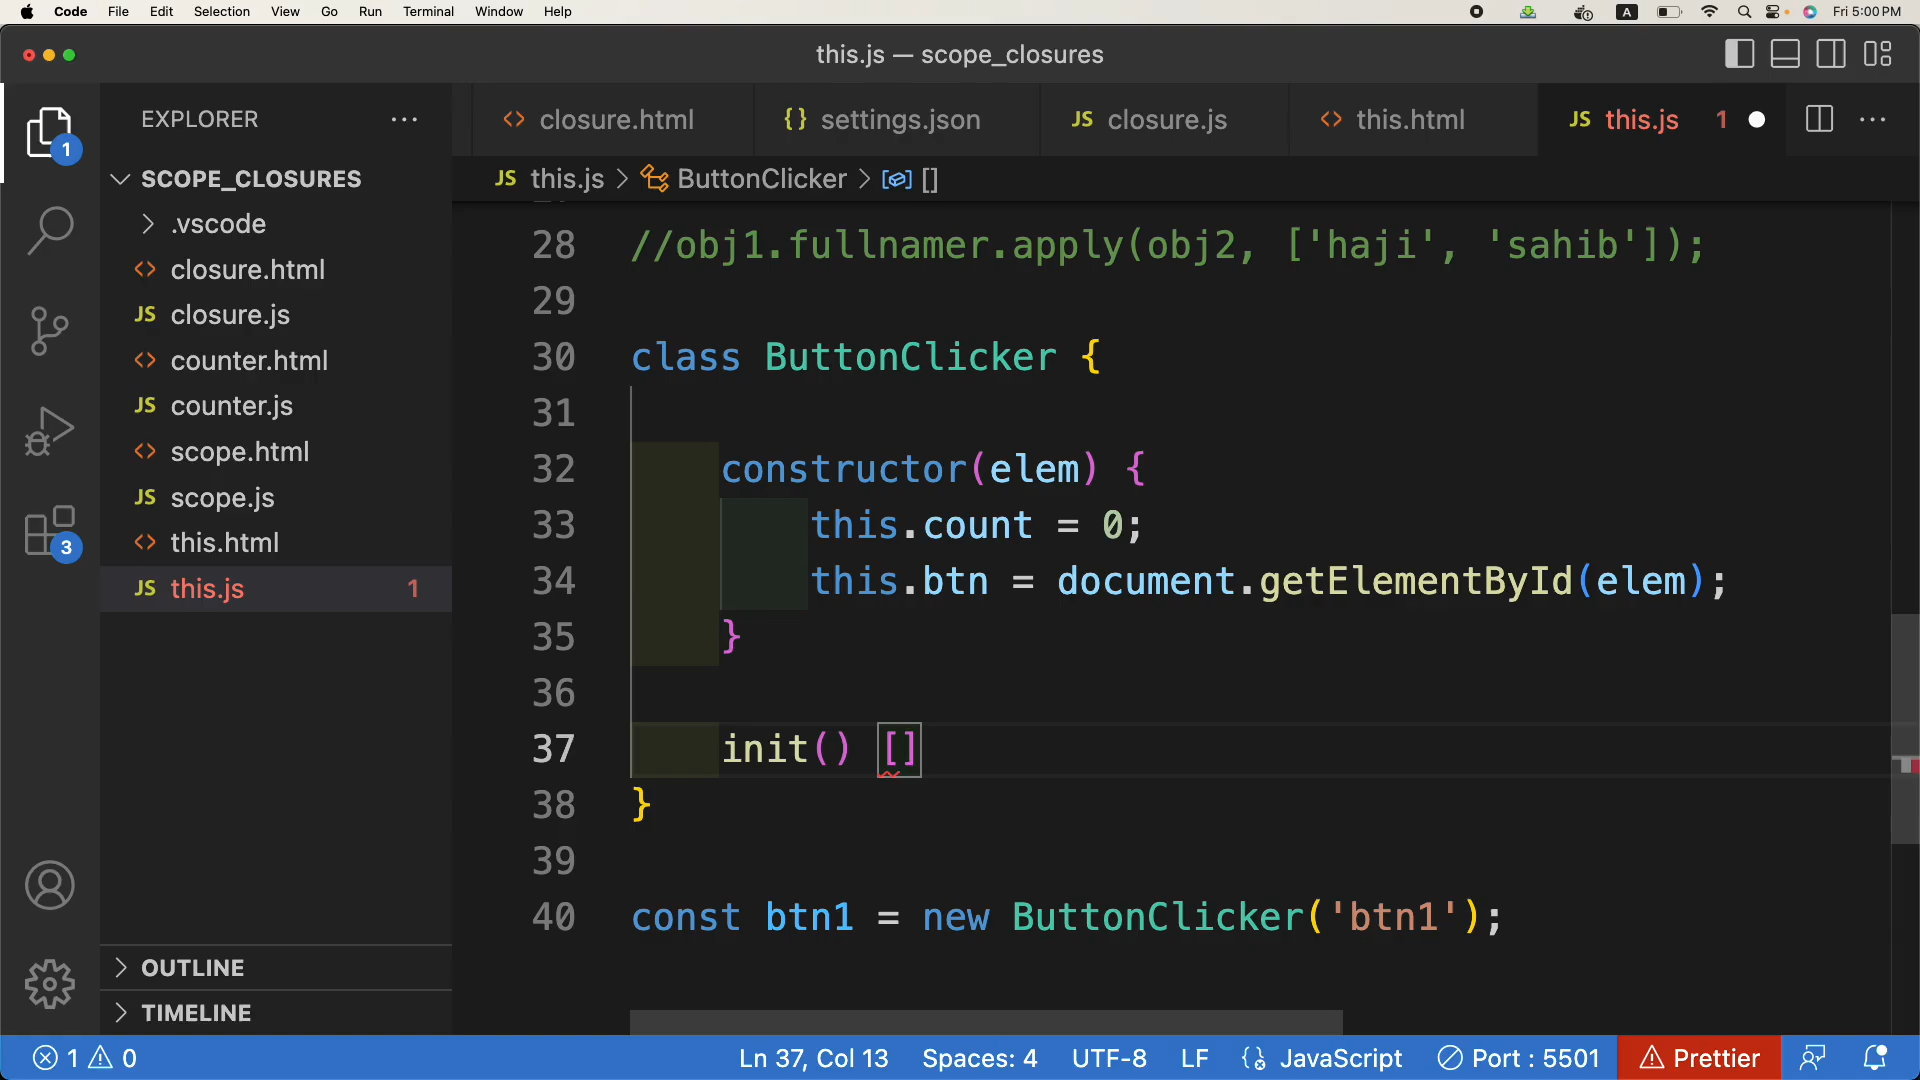 Code File Edit Selection View Go Run Terminal Window Help A Fri 5:00 PM
this.js — scope_closures
EXPLORER
closure.html
settings.json
closure.js
this.html
this.js 1
this.js > ButtonClicker > []
1
SCOPE_CLOSURES
.vscode
closure.html
closure.js
counter.html
counter.js
scope.html
scope.js
this.html
this.js 1
3
28 //obj1.fullnamer.apply(obj2, ['haji', 'sahib']);
29
30 class ButtonClicker {
31
32 constructor(elem) {
33 this.count = 0;
34 this.btn = document.getElementById(elem);
35 }
36
37 init() []
38 }
39
40 const btn1 = new ButtonClicker('btn1');
OUTLINE
TIMELINE
1 0 Ln 37, Col 13 Spaces: 4 UTF-8 LF JavaScript Port : 5501 Prettier